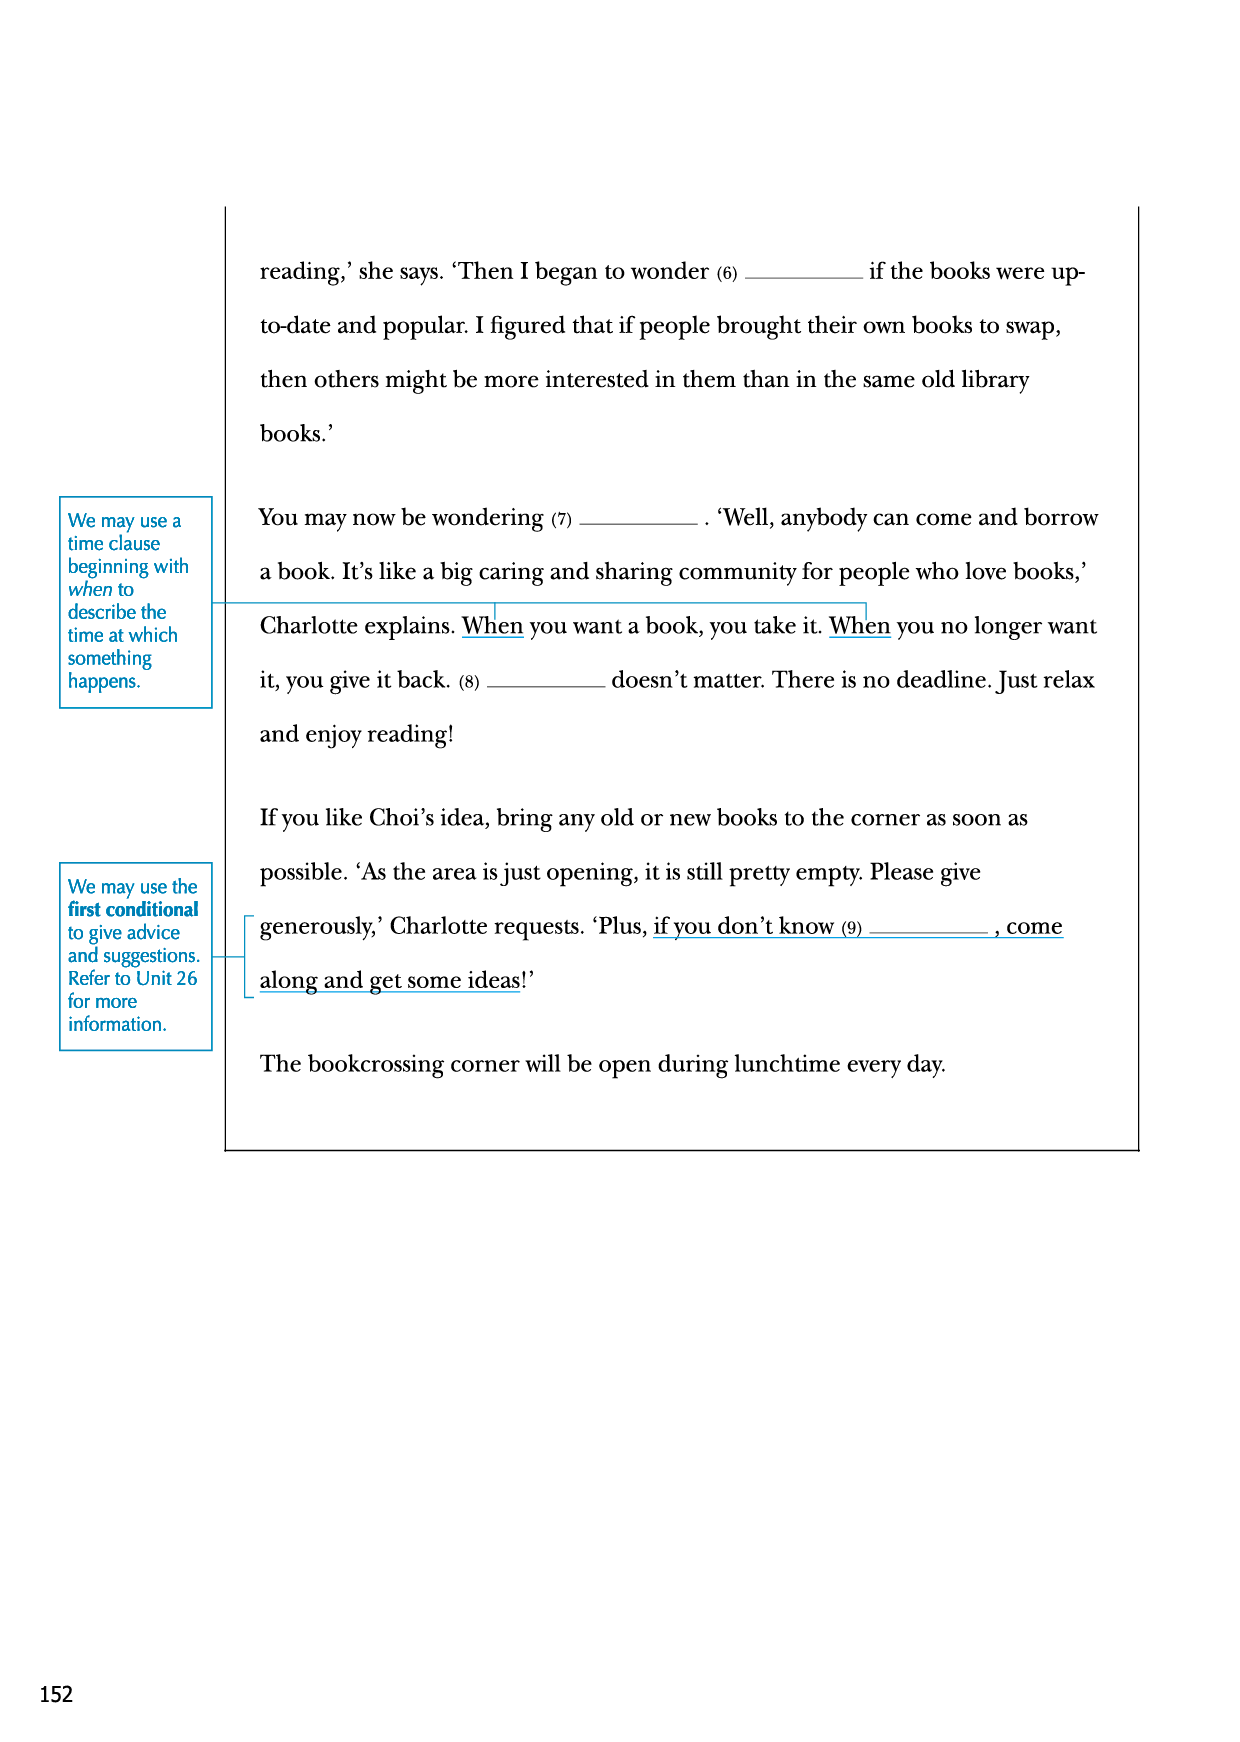 reading,’ she says. ‘Then I began to wonder (6) __________ if the books were up-
to-date and popular. I figured that if people brought their own books to swap,
then others might be more interested in them than in the same old library
books.’
We may use a
time clause
beginning with
when to
describe the
time at which
something
happens.
You may now be wondering (7) __________ . ‘Well, anybody can come and borrow
a book. It’s like a big caring and sharing community for people who love books,’
Charlotte explains. When you want a book, you take it. When you no longer want
it, you give it back. (8) __________ doesn’t matter. There is no deadline. Just relax
and enjoy reading!
We may use the
first conditional
to give advice
and suggestions.
Refer to Unit 26
for more
information.
If you like Choi’s idea, bring any old or new books to the corner as soon as
possible. ‘As the area is just opening, it is still pretty empty. Please give
generously,’ Charlotte requests. ‘Plus, if you don’t know (9) __________ , come
along and get some ideas!’
The bookcrossing corner will be open during lunchtime every day.
152